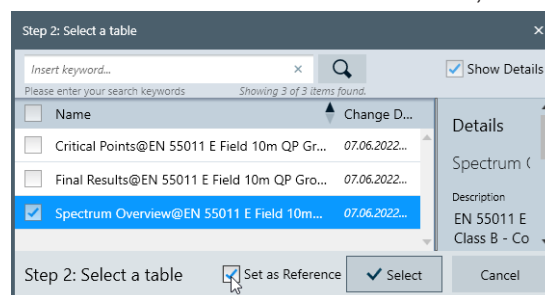 Step 2: Select a table
Insert keyword...
Show Details
Please enter your search keywords Showing 3 of 3 items found.
Name Change D...
Critical Points@EN 55011 E Field 10m QP Gr... 07.06.2022...
Final Results@EN 55011 E Field 10m QP Gro... 07.06.2022...
Spectrum Overview@EN 55011 E Field 10m... 07.06.2022...
Details
Spectrum
Description
EN 55011 E
Class B - Co
Step 2: Select a table Set as Reference Select Cancel